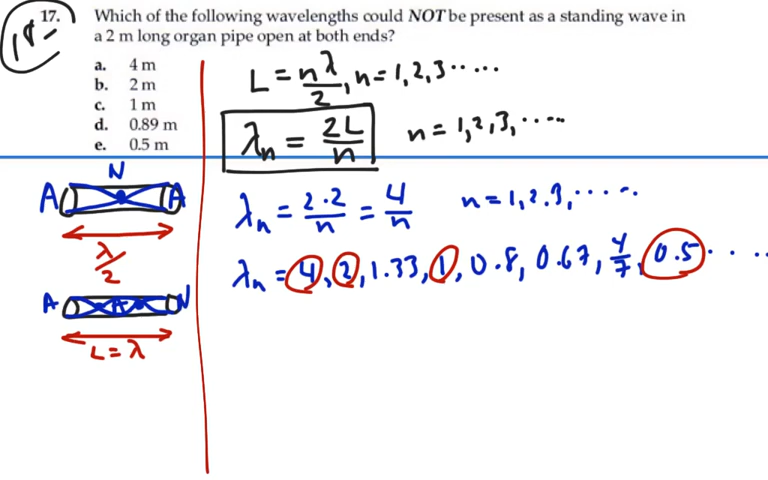 17. Which of the following wavelengths could NOT be present as a standing wave in
a 2 m long organ pipe open at both ends?
a. 4 m
b. 2 m
c. 1 m
d. 0.89 m
e. 0.5 m
L = nλ/2, n = 1, 2, 3 .....
λn = 2L/n n = 1, 2, 3, .....
N
A A
λ/2
A A N
L = λ
λn = 2·2/n = 4/n n = 1, 2, 3, .....
λn = 4, 2, 1.33, 1, 0.8, 0.67, 4/7, 0.5 ....